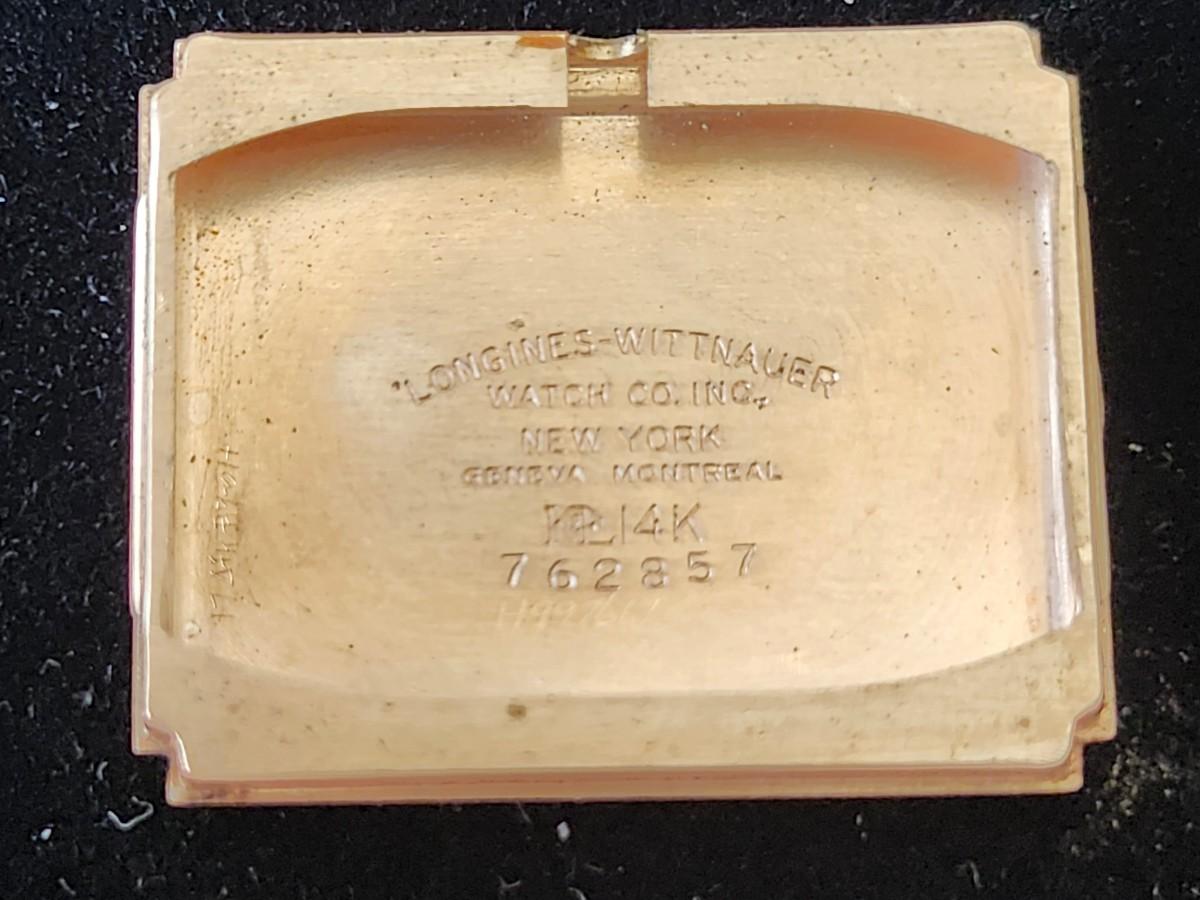 "LONGINES-WITTNAUER
WATCH CO. INC.,
NEW YORK
GENEVA MONTREAL
14K
762857